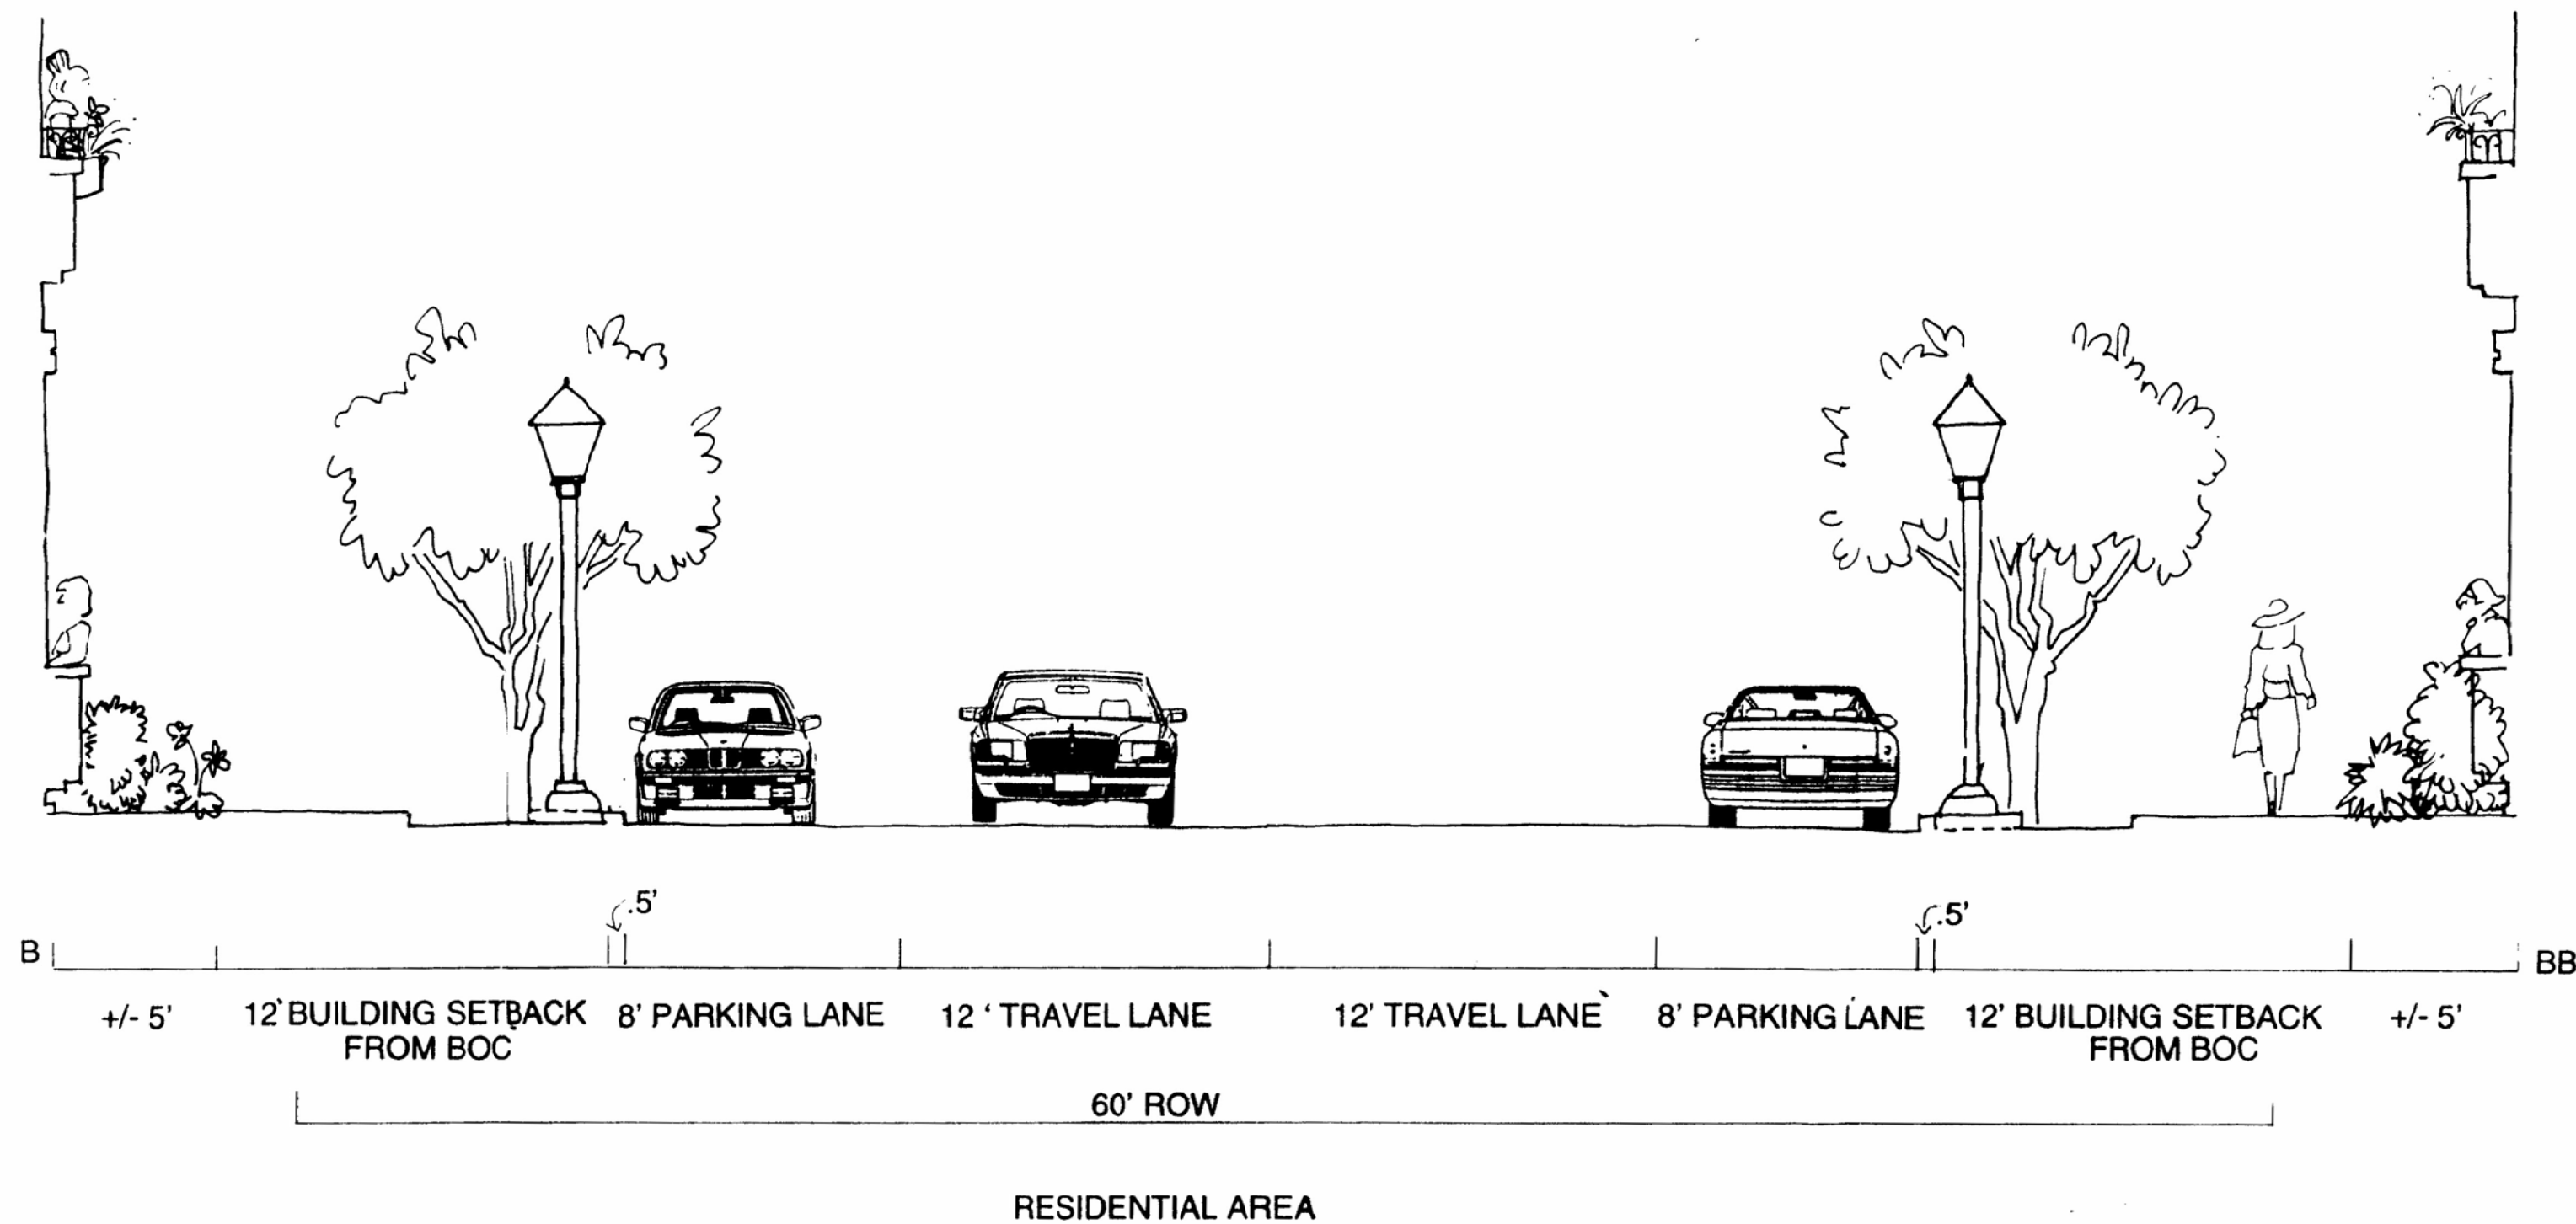 .5'
.5'
B
BB
+/- 5'
12' BUILDING SETBACK
FROM BOC
8' PARKING LANE
12 ' TRAVEL LANE
12' TRAVEL LANE
8' PARKING LANE
12' BUILDING SETBACK
FROM BOC
+/- 5'
60' ROW
RESIDENTIAL AREA